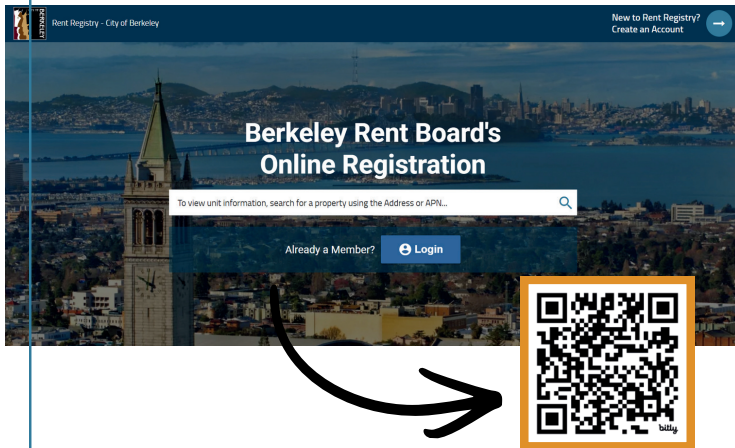 BERKELEY
Rent Registry - City of Berkeley
New to Rent Registry?
Create an Account
Berkeley Rent Board's
Online Registration
To view unit information, search for a property using the Address or APN...
Already a Member?
Login
bitly